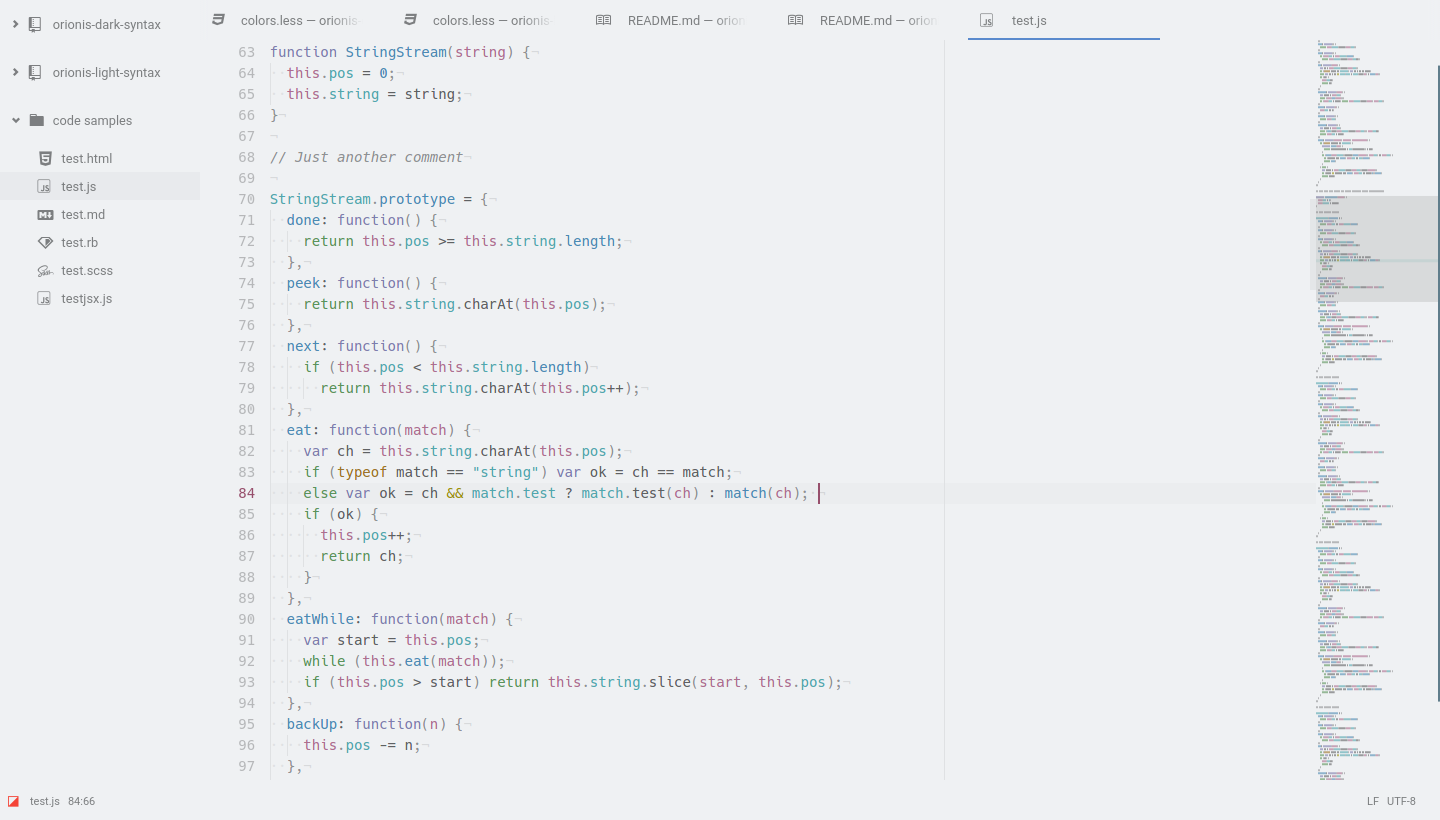 orionis-dark-syntax
orionis-light-syntax
code samples
test.html
test.js
test.md
test.rb
test.scss
testjsx.js
colors.less — orionis-
colors.less — orionis-
README.md — orion
README.md — orion
test.js
63 function StringStream(string) {¬
64 ··this.pos = 0;¬
65 ··this.string = string;¬
66 }¬
67 ¬
68 // Just another comment¬
69 ¬
70 StringStream.prototype = {¬
71 ··done: function() {¬
72 ····return this.pos >= this.string.length;¬
73 ··},¬
74 ··peek: function() {¬
75 ····return this.string.charAt(this.pos);¬
76 ··},¬
77 ··next: function() {¬
78 ····if (this.pos < this.string.length)¬
79 ······return this.string.charAt(this.pos++);¬
80 ··},¬
81 ··eat: function(match) {¬
82 ····var ch = this.string.charAt(this.pos);¬
83 ····if (typeof match == "string") var ok = ch == match;¬
84 ····else var ok = ch && match.test ? match.test(ch) : match(ch); ¬
85 ····if (ok) {¬
86 ······this.pos++;¬
87 ······return ch;¬
88 ····}¬
89 ··},¬
90 ··eatWhile: function(match) {¬
91 ····var start = this.pos;¬
92 ····while (this.eat(match));¬
93 ····if (this.pos > start) return this.string.slice(start, this.pos);¬
94 ··},¬
95 ··backUp: function(n) {¬
96 ····this.pos -= n;¬
97 ··},¬
test.js 84:66
LF UTF-8